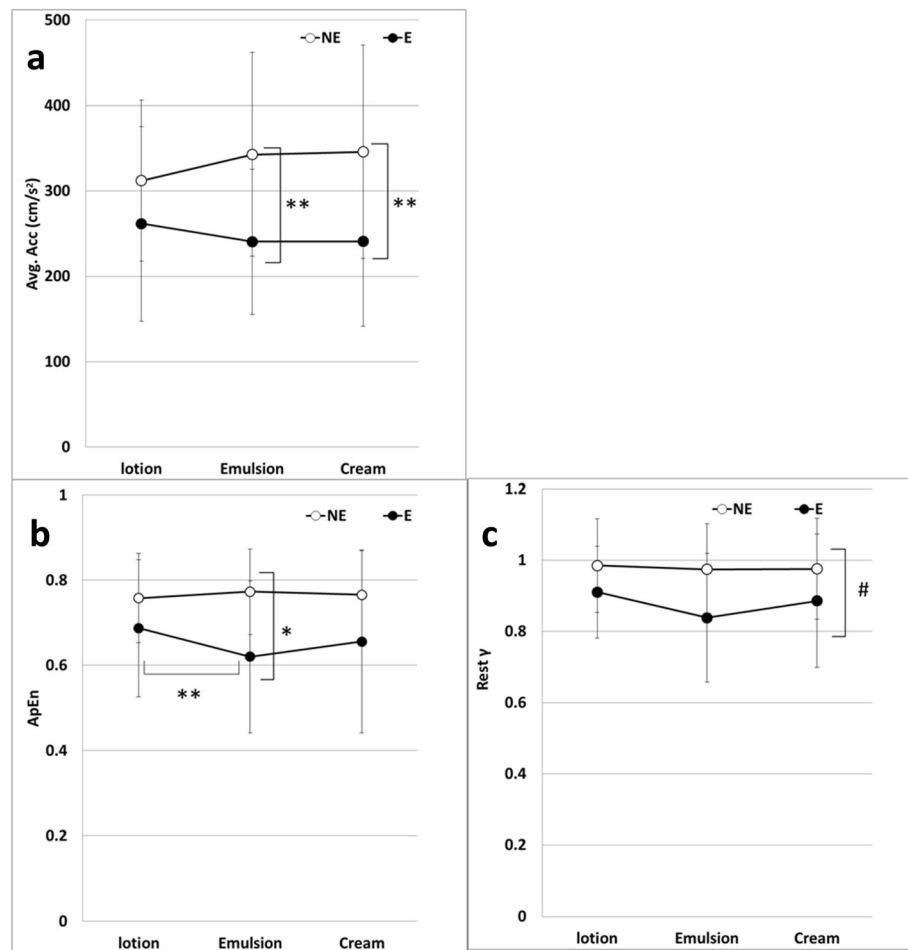 a
NE E
500
400
300
200
100
0
Avg. Acc (cm/s²)
**
**
lotion Emulsion Cream
b
NE E
1
0.8
0.6
0.4
0.2
0
ApEn
*
**
lotion Emulsion Cream
c
NE E
1.2
1
0.8
0.6
0.4
0.2
0
Rest γ
#
lotion Emulsion Cream